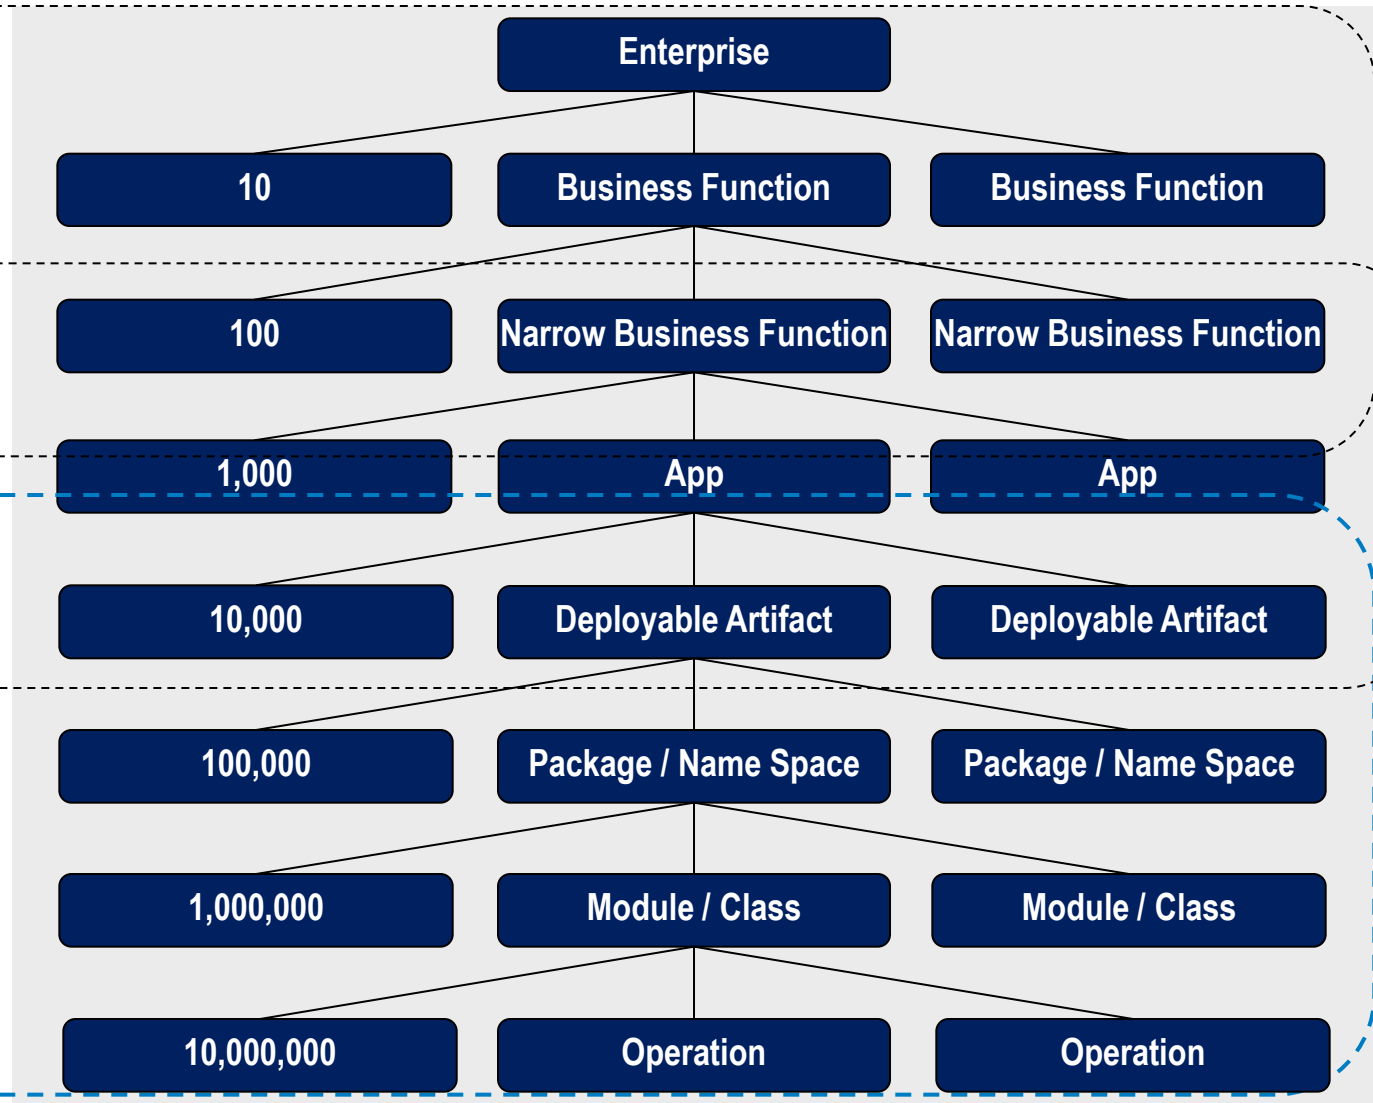 Enterprise
10
Business Function
Business Function
100
Narrow Business Function
Narrow Business Function
1,000
App
App
10,000
Deployable Artifact
Deployable Artifact
100,000
Package / Name Space
Package / Name Space
1,000,000
Module / Class
Module / Class
10,000,000
Operation
Operation